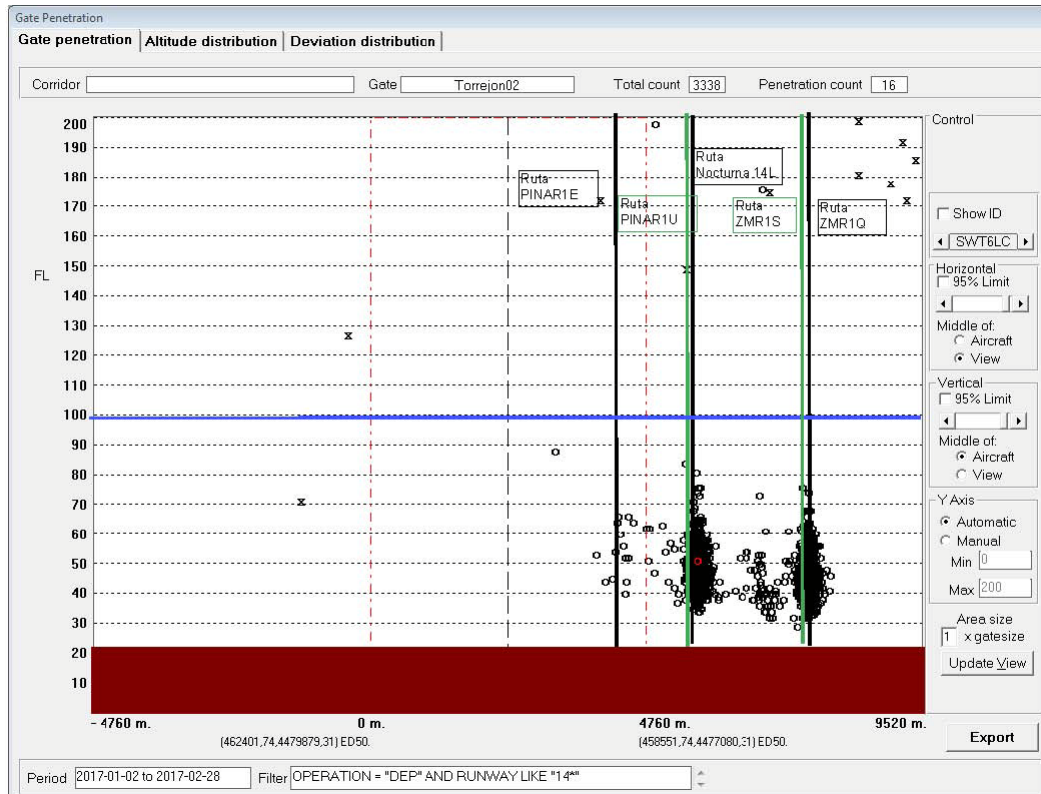 Gate Penetration
Gate penetration Altitude distribution Deviation distribution
Corridor Gate Torrejon02 Total count 3338 Penetration count 16
Control
200
190
180
170
160
150
140
130
120
110
100
90
80
70
60
50
40
30
20
10
FL
Ruta
PINAR1E
Ruta
PINAR1U
Ruta
Nocturna 14L
Ruta
ZMR1S
Ruta
ZMR1Q
- 4760 m. 0 m. 4760 m. 9520 m.
(462401,74,4479879,31) ED50. (458551,74,4477080,31) ED50.
Show ID
SWT6LC
Horizontal
95% Limit
Middle of:
Aircraft
View
Vertical
95% Limit
Middle of:
Aircraft
View
Y Axis
Automatic
Manual
Min 0
Max 200
Area size
1 x gatesize
Update View
Export
Period 2017-01-02 to 2017-02-28 Filter OPERATION = "DEP" AND RUNWAY LIKE "14*"